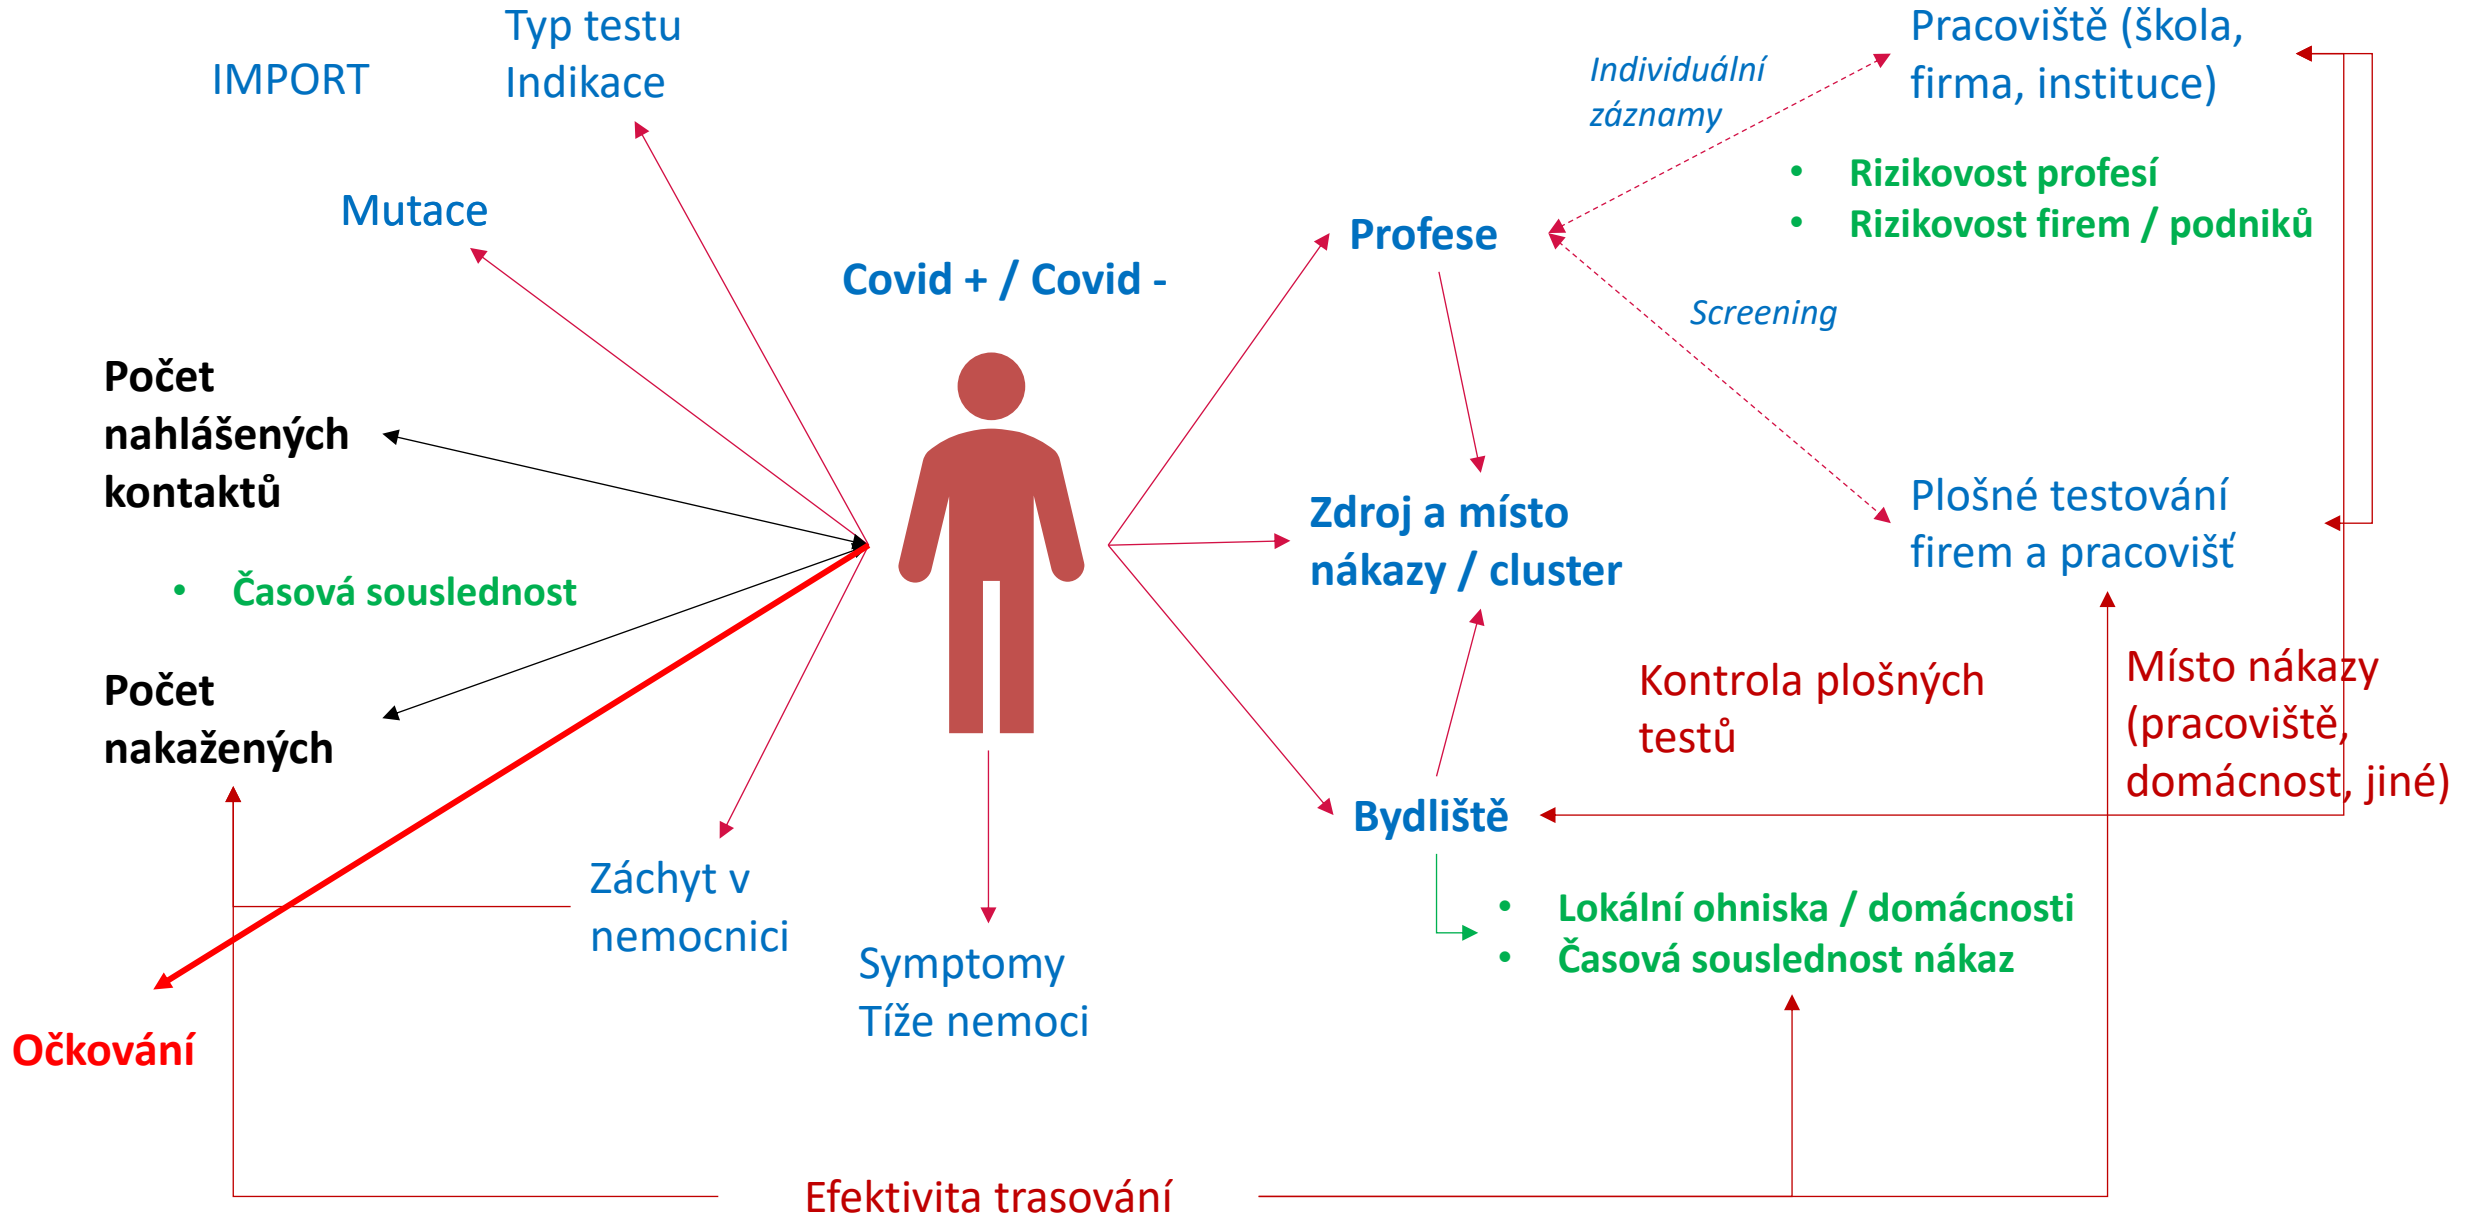 Typ testu
Indikace
IMPORT
Mutace
Covid + / Covid -
Počet
nahlášených
kontaktů
• Časová souslednost
Počet
nakažených
Očkování
Záchyt v
nemocnici
Symptomy
Tíže nemoci
Efektivita trasování
Individuální
záznamy
Pracoviště (škola,
firma, instituce)
• Rizikovost profesí
• Rizikovost firem / podniků
Profese
Screening
Zdroj a místo
nákazy / cluster
Plošné testování
firem a pracovišť
Kontrola plošných
testů
Místo nákazy
(pracoviště,
domácnost, jiné)
Bydliště
• Lokální ohniska / domácnosti
• Časová souslednost nákaz